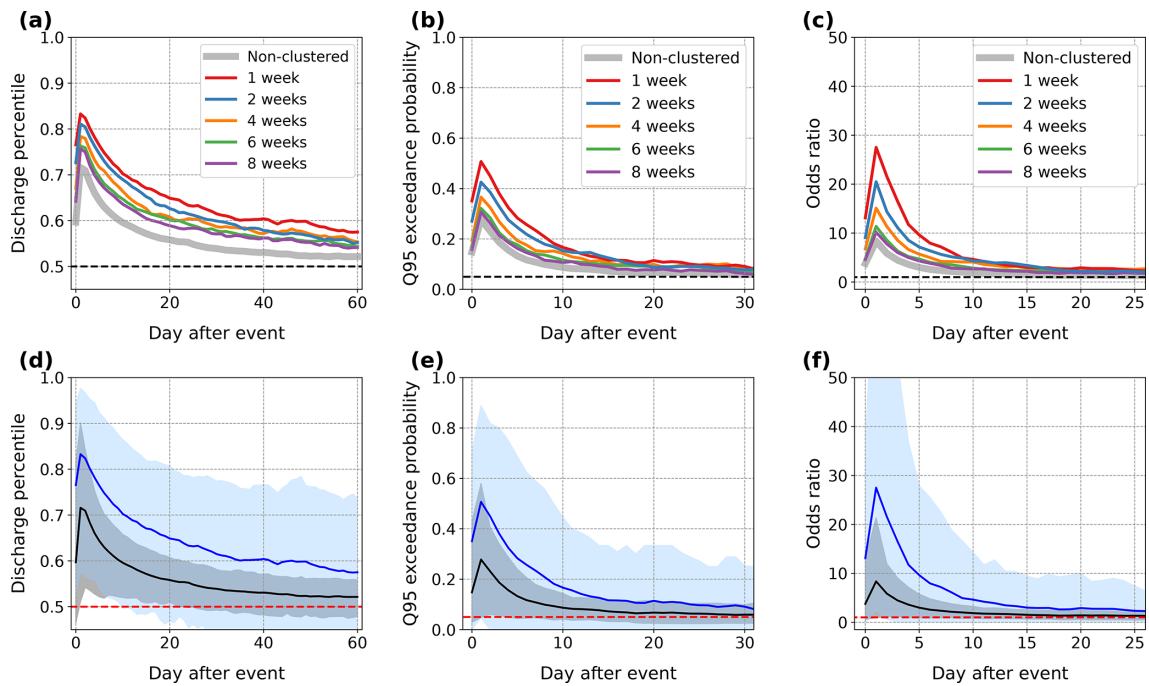 (a)
Discharge percentile
1.0
0.9
0.8
0.7
0.6
0.5
0
20
40
60
Day after event
Non-clustered
1 week
2 weeks
4 weeks
6 weeks
8 weeks
(b)
Q95 exceedance probability
1.0
0.8
0.6
0.4
0.2
0.0
0
10
20
30
Day after event
Non-clustered
1 week
2 weeks
4 weeks
6 weeks
8 weeks
(c)
Odds ratio
50
40
30
20
10
0
0
5
10
15
20
25
Day after event
Non-clustered
1 week
2 weeks
4 weeks
6 weeks
8 weeks
(d)
Discharge percentile
1.0
0.9
0.8
0.7
0.6
0.5
0
20
40
60
Day after event
(e)
Q95 exceedance probability
1.0
0.8
0.6
0.4
0.2
0.0
0
10
20
30
Day after event
(f)
Odds ratio
50
40
30
20
10
0
0
5
10
15
20
25
Day after event